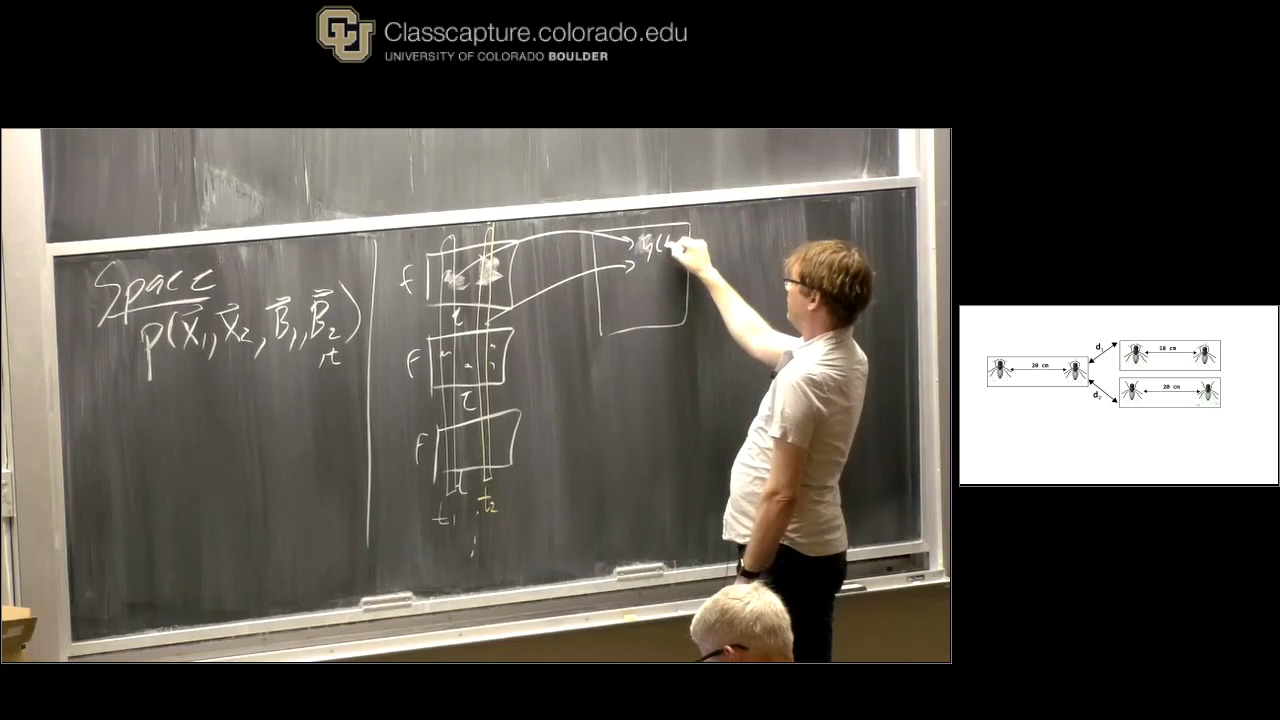 Classcapture.colorado.edu
UNIVERSITY OF COLORADO BOULDER
Space
p(x⃗₁, x⃗₂, B⃗₁, B⃗₂)
,t
f
t
f
τ
f
τ
t₁
t₂
d₁
18 cm
20 cm
d₂
20 cm